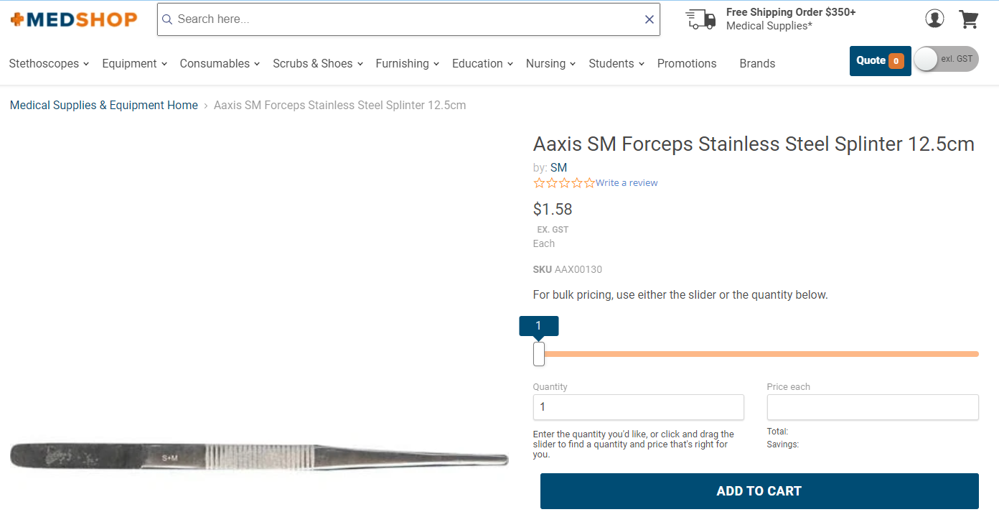 MEDSHOP
Search here...
Free Shipping Order $350+
Medical Supplies*
Stethoscopes Equipment Consumables Scrubs & Shoes Furnishing Education Nursing Students Promotions Brands
Quote 0
exl. GST
Medical Supplies & Equipment Home › Aaxis SM Forceps Stainless Steel Splinter 12.5cm
Aaxis SM Forceps Stainless Steel Splinter 12.5cm
by: SM
Write a review
$1.58
EX. GST
Each
SKU AAX00130
For bulk pricing, use either the slider or the quantity below.
1
Quantity
1
Enter the quantity you'd like, or click and drag the
slider to find a quantity and price that's right for
you.
Price each
Total:
Savings:
ADD TO CART
S+M